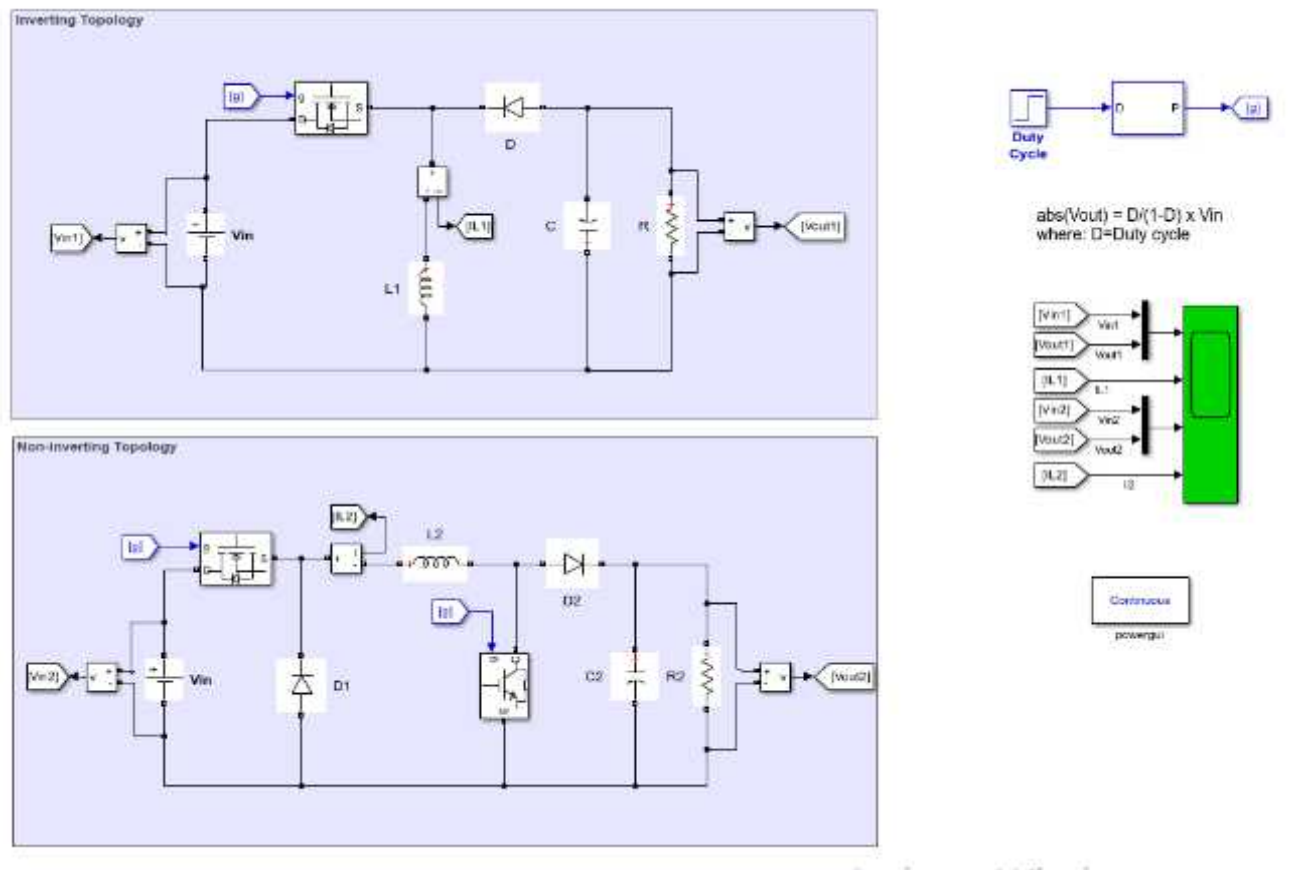 Inverting Topology
[g]
g
D
S
D
[Vin1]
v
+
-
Vin
[IL1]
L1
C
R
+
-
v
[Vout1]
Duty
Cycle
D
P
[g]
abs(Vout) = D/(1-D) x Vin
where: D=Duty cycle
[Vin1]
Vin1
[Vout1]
Vout1
[IL1]
IL1
[Vin2]
Vin2
[Vout2]
Vout2
[IL2]
Continuous
powergui
Non-Inverting Topology
[g]
g
D
S
[IL2]
L2
D2
[g]
[Vin2]
v
+
-
Vin
D1
C2
R2
+
-
v
[Vout2]